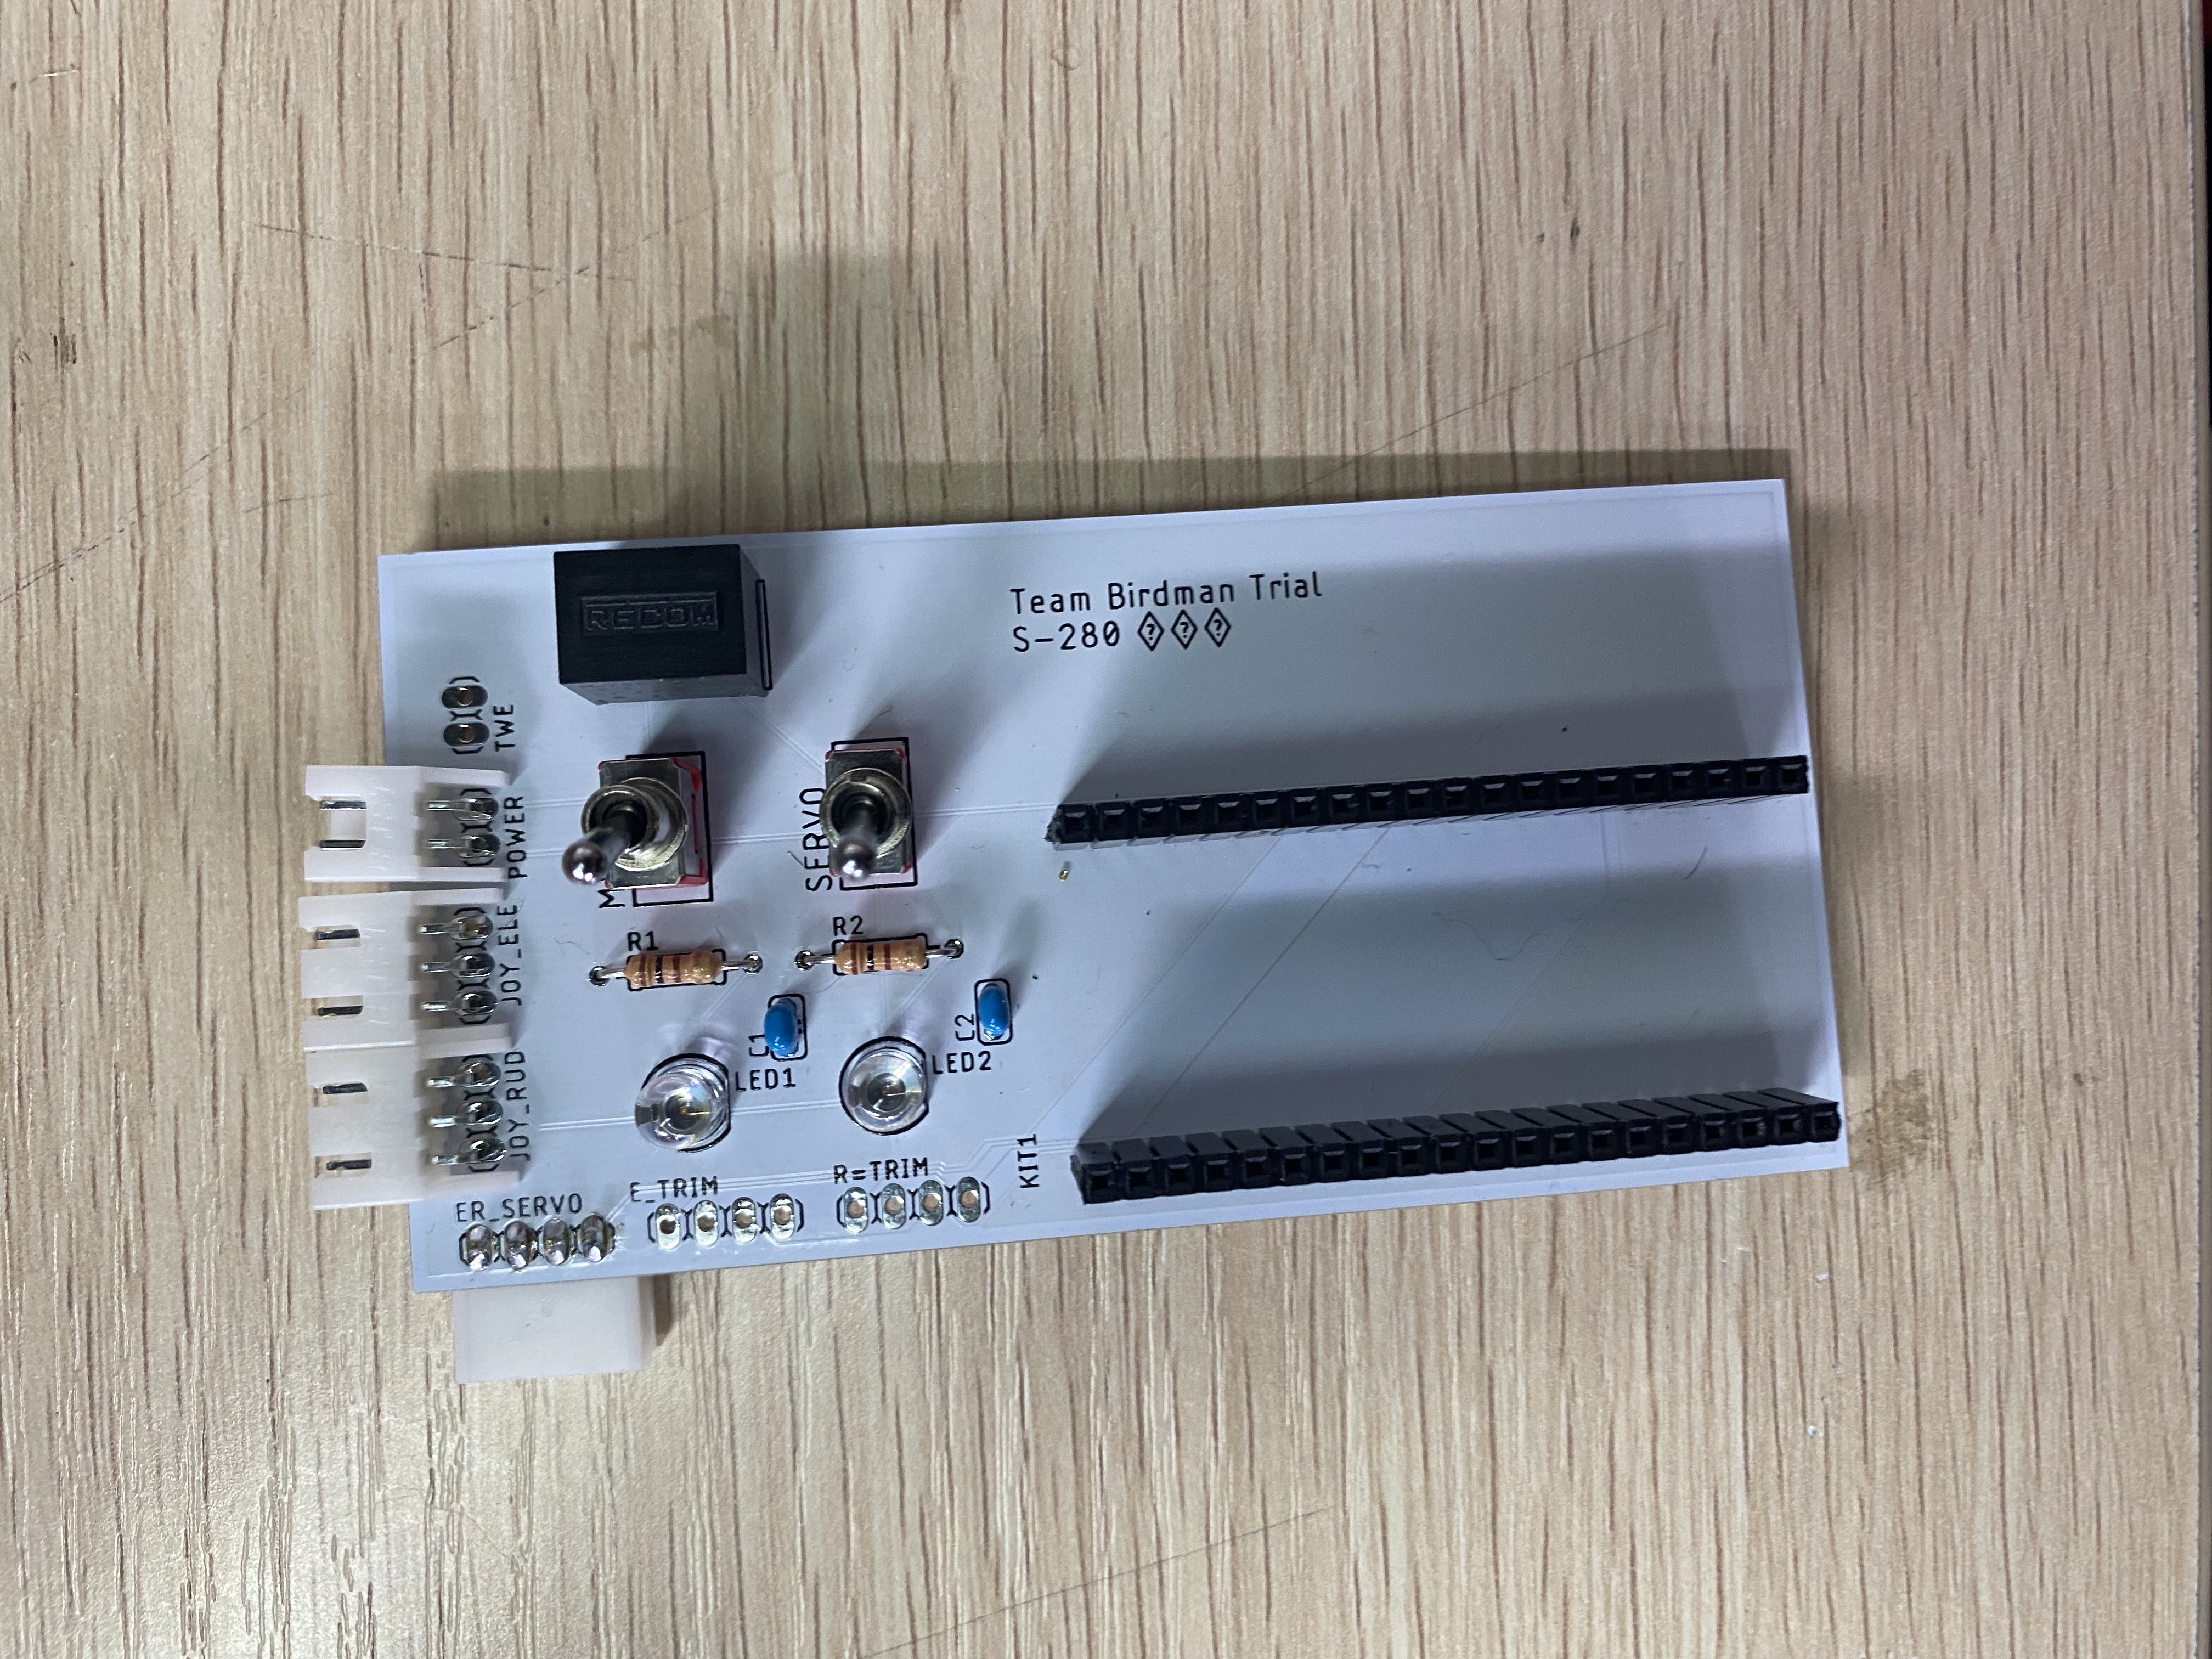 ER_SERVO
JOY_RUD
JOY_ELE
POWER
TWE
E_TRIM
R1
M
RECOM
LED1
C1
SERVO
R2
R=TRIM
LED2
C2
KIT1
Team Birdman Trial
S-280 ���